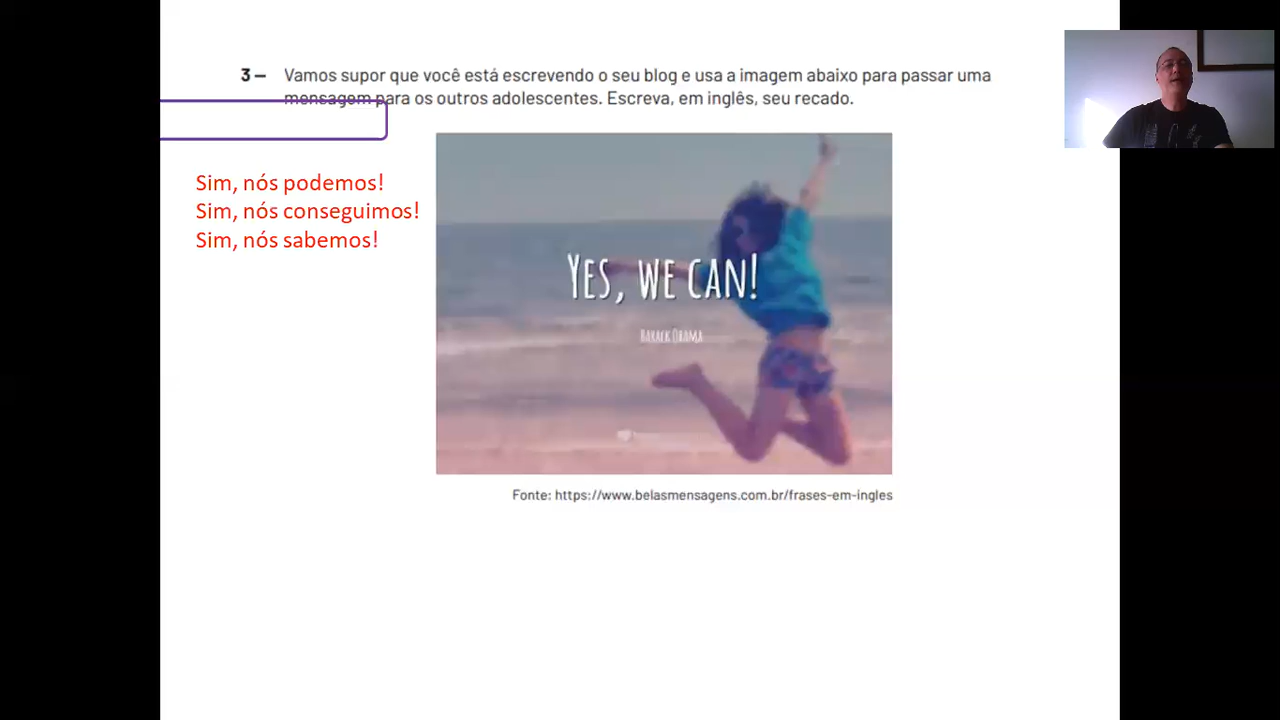 3 — Vamos supor que você está escrevendo o seu blog e usa a imagem abaixo para passar uma
mensagem para os outros adolescentes. Escreva, em inglês, seu recado.
Sim, nós podemos!
Sim, nós conseguimos!
Sim, nós sabemos!
YES, WE CAN!
BARACK OBAMA
Fonte: https://www.belasmensagens.com.br/frases-em-ingles